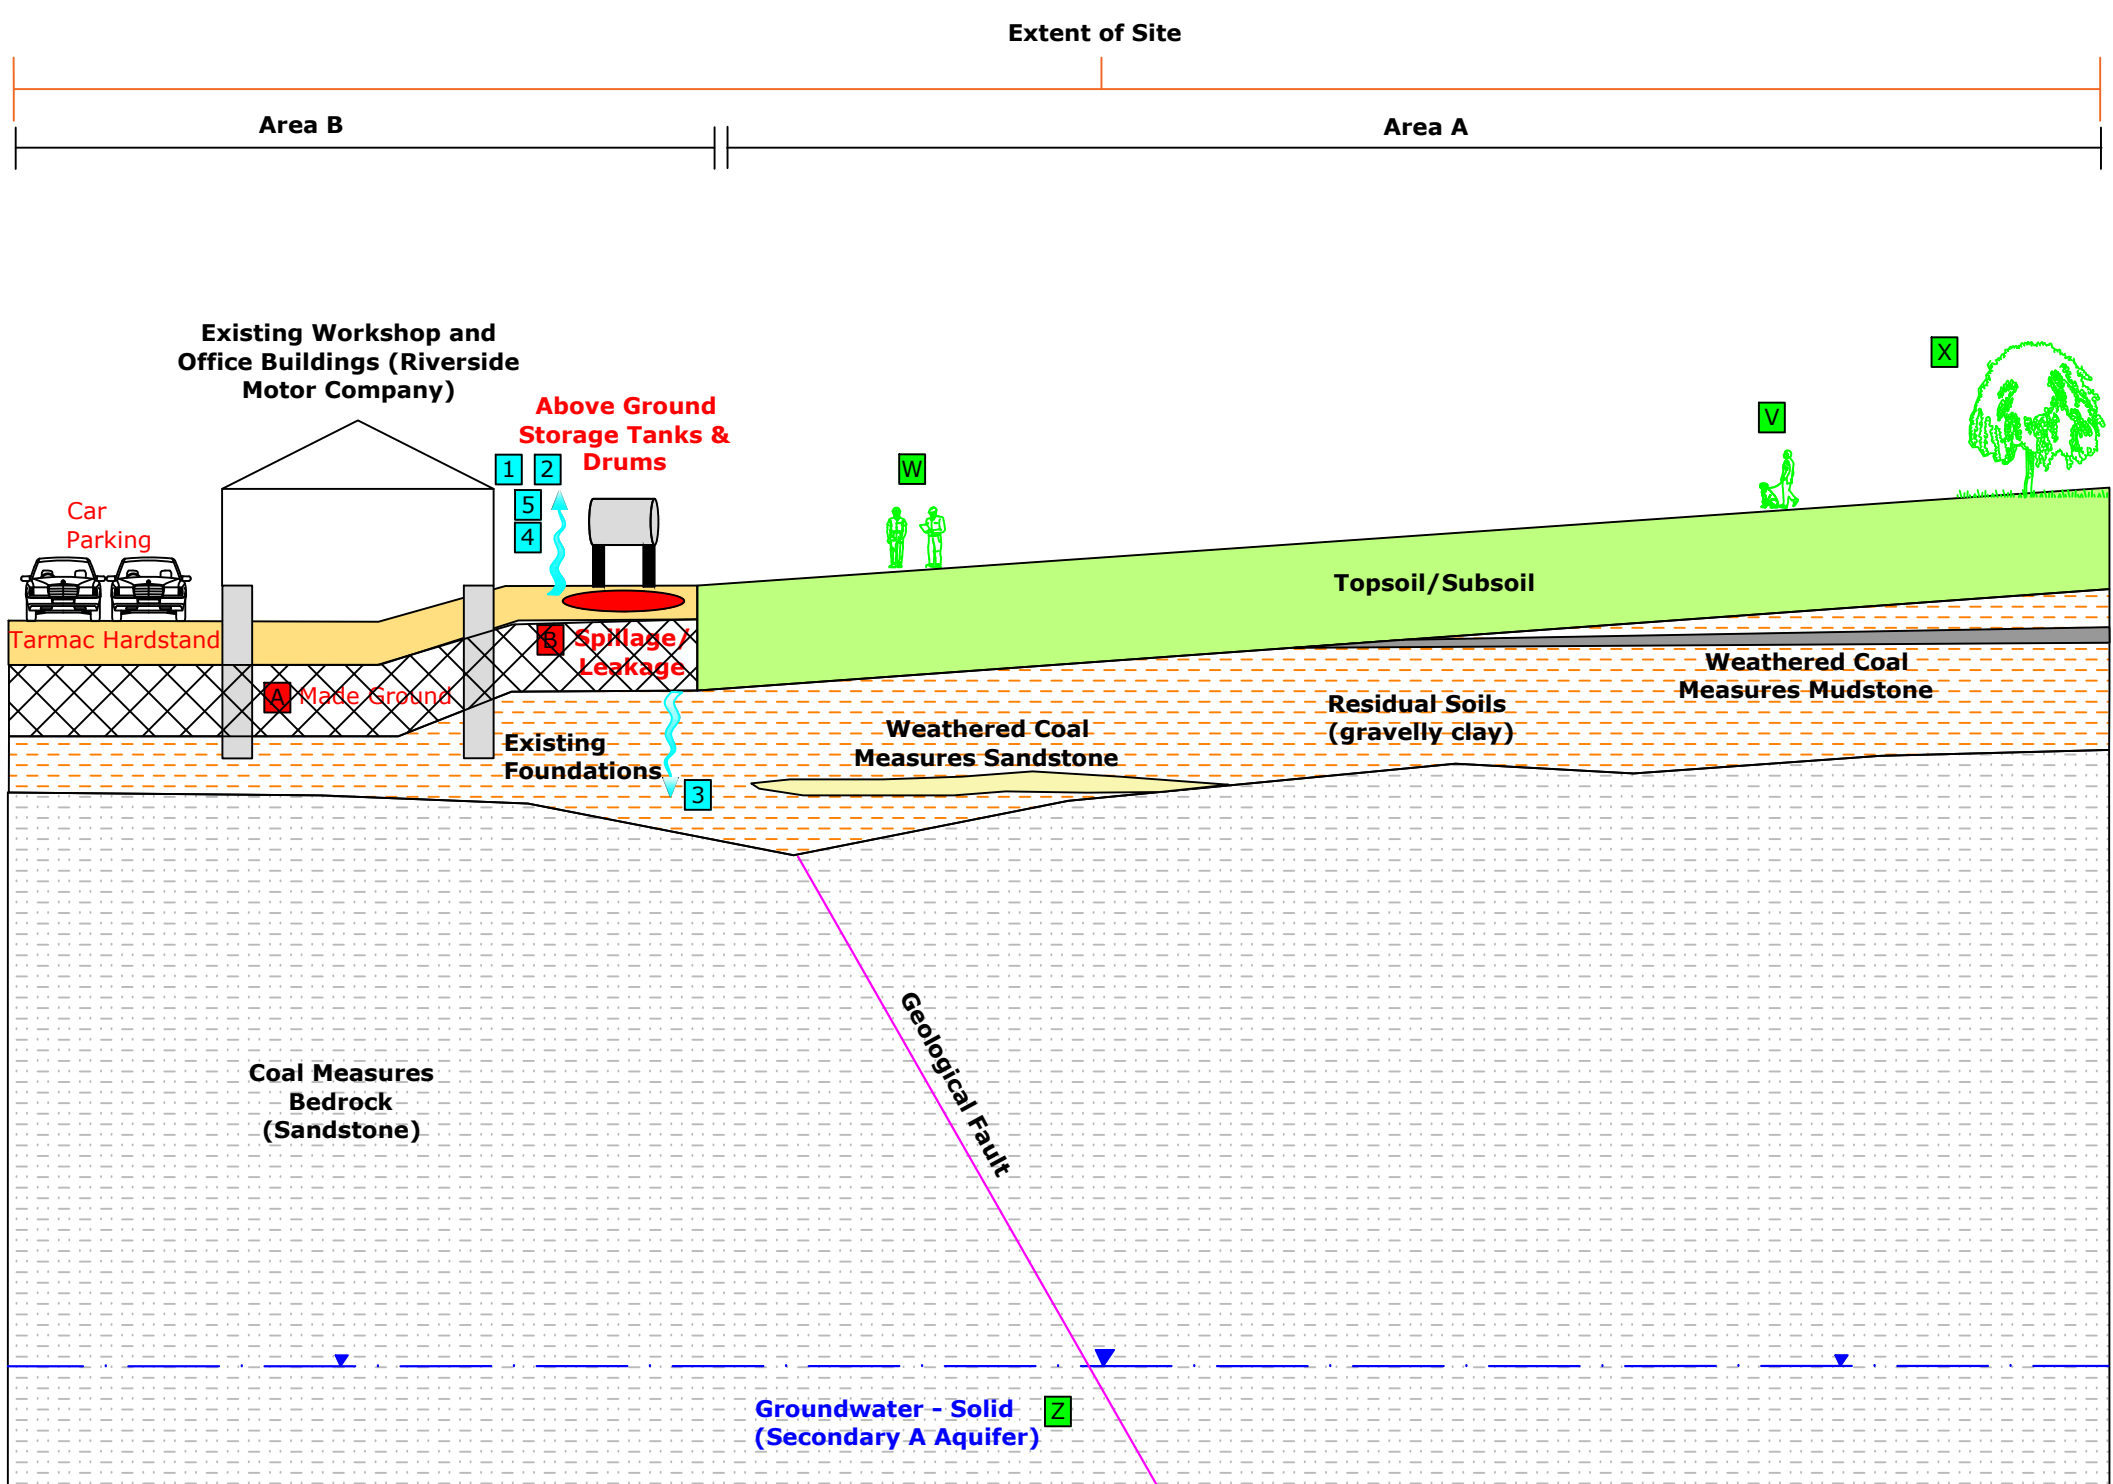 Extent of Site
Area B
Area A
Existing Workshop and
Office Buildings (Riverside
Motor Company)
X
Above Ground
Storage Tanks &
Drums
V
1
2
W
5
4
Car
Parking
Topsoil/Subsoil
Tarmac Hardstand
B
Spillage/
Leakage
A
Made Ground
Weathered Coal
Measures Mudstone
Residual Soils
(gravelly clay)
Weathered Coal
Measures Sandstone
Existing
Foundations
3
Geological Fault
Coal Measures
Bedrock
(Sandstone)
Groundwater - Solid
(Secondary A Aquifer)
Z